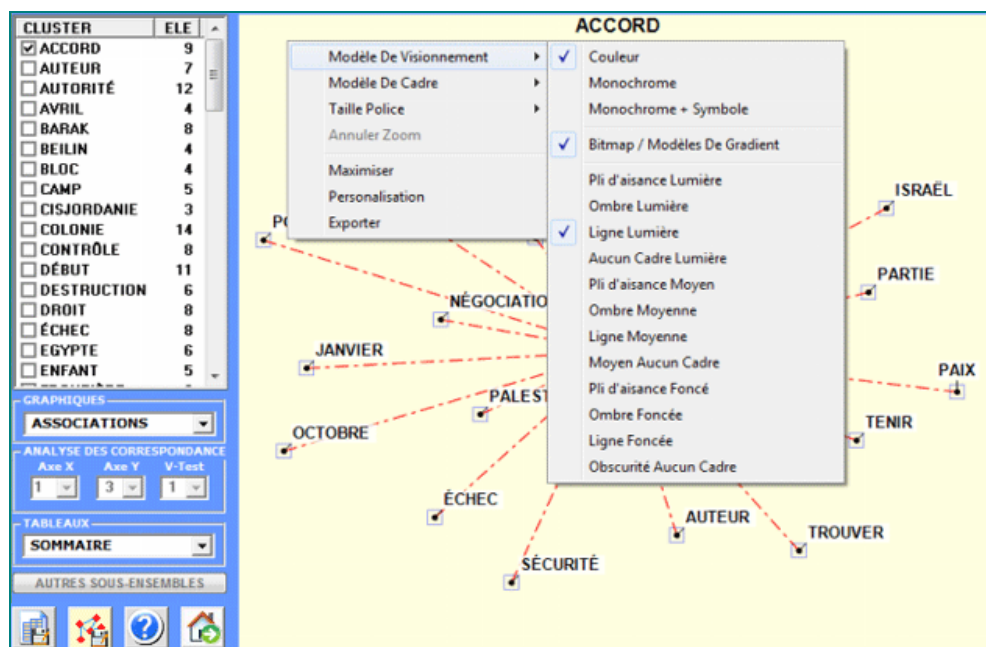 CLUSTER ELE
ACCORD 9
AUTEUR 7
AUTORITÉ 12
AVRIL 4
BARAK 8
BEILIN 4
BLOC 4
CAMP 5
CISJORDANIE 3
COLONIE 14
CONTRÔLE 8
DÉBUT 11
DESTRUCTION 6
DROIT 8
ÉCHEC 8
EGYPTE 6
ENFANT 5
GRAPHIQUES
ASSOCIATIONS
ANALYSE DES CORRESPONDANCE
Axe X Axe Y V-Test
1 3 1
TABLEAUX
SOMMAIRE
AUTRES SOUS-ENSEMBLES
ACCORD
Modèle De Visionnement
Modèle De Cadre
Taille Police
Annuler Zoom
Maximiser
Personalisation
Exporter
Couleur
Monochrome
Monochrome + Symbole
Bitmap / Modèles De Gradient
Pli d'aisance Lumière
Ombre Lumière
Ligne Lumière
Aucun Cadre Lumière
Pli d'aisance Moyen
Ombre Moyenne
Ligne Moyenne
Moyen Aucun Cadre
Pli d'aisance Foncé
Ombre Foncée
Ligne Foncée
Obscurité Aucun Cadre
ISRAËL
PARTIE
NÉGOCIATIO
JANVIER
PAIX
PALEST
TENIR
OCTOBRE
ÉCHEC
AUTEUR
TROUVER
SÉCURITÉ